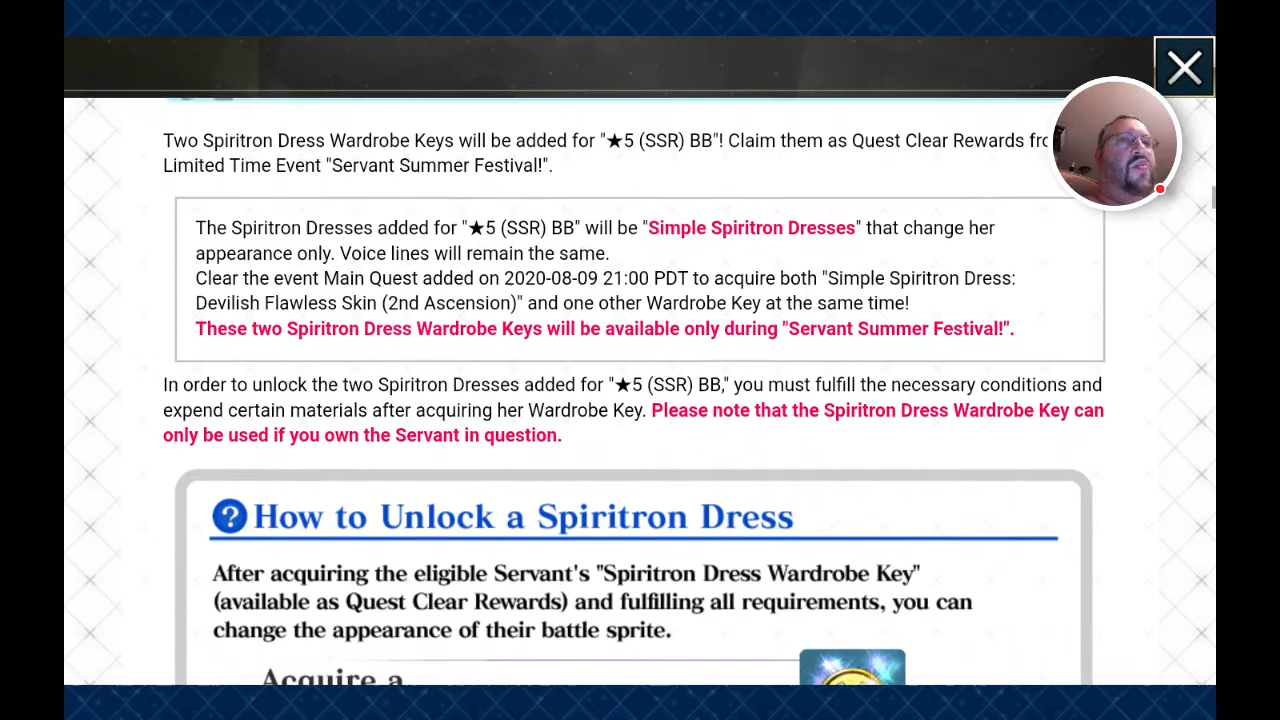 Two Spiritron Dress Wardrobe Keys will be added for "★5 (SSR) BB"! Claim them as Quest Clear Rewards
Limited Time Event "Servant Summer Festival!".
The Spiritron Dresses added for "★5 (SSR) BB" will be "Simple Spiritron Dresses" that change her
appearance only. Voice lines will remain the same.
Clear the event Main Quest added on 2020-08-09 21:00 PDT to acquire both "Simple Spiritron Dress:
Devilish Flawless Skin (2nd Ascension)" and one other Wardrobe Key at the same time!
These two Spiritron Dress Wardrobe Keys will be available only during "Servant Summer Festival!".
In order to unlock the two Spiritron Dresses added for "★5 (SSR) BB," you must fulfill the necessary conditions and
expend certain materials after acquiring her Wardrobe Key. Please note that the Spiritron Dress Wardrobe Key can
only be used if you own the Servant in question.
? How to Unlock a Spiritron Dress
After acquiring the eligible Servant's "Spiritron Dress Wardrobe Key"
(available as Quest Clear Rewards) and fulfilling all requirements, you can
change the appearance of their battle sprite.
Acquire a